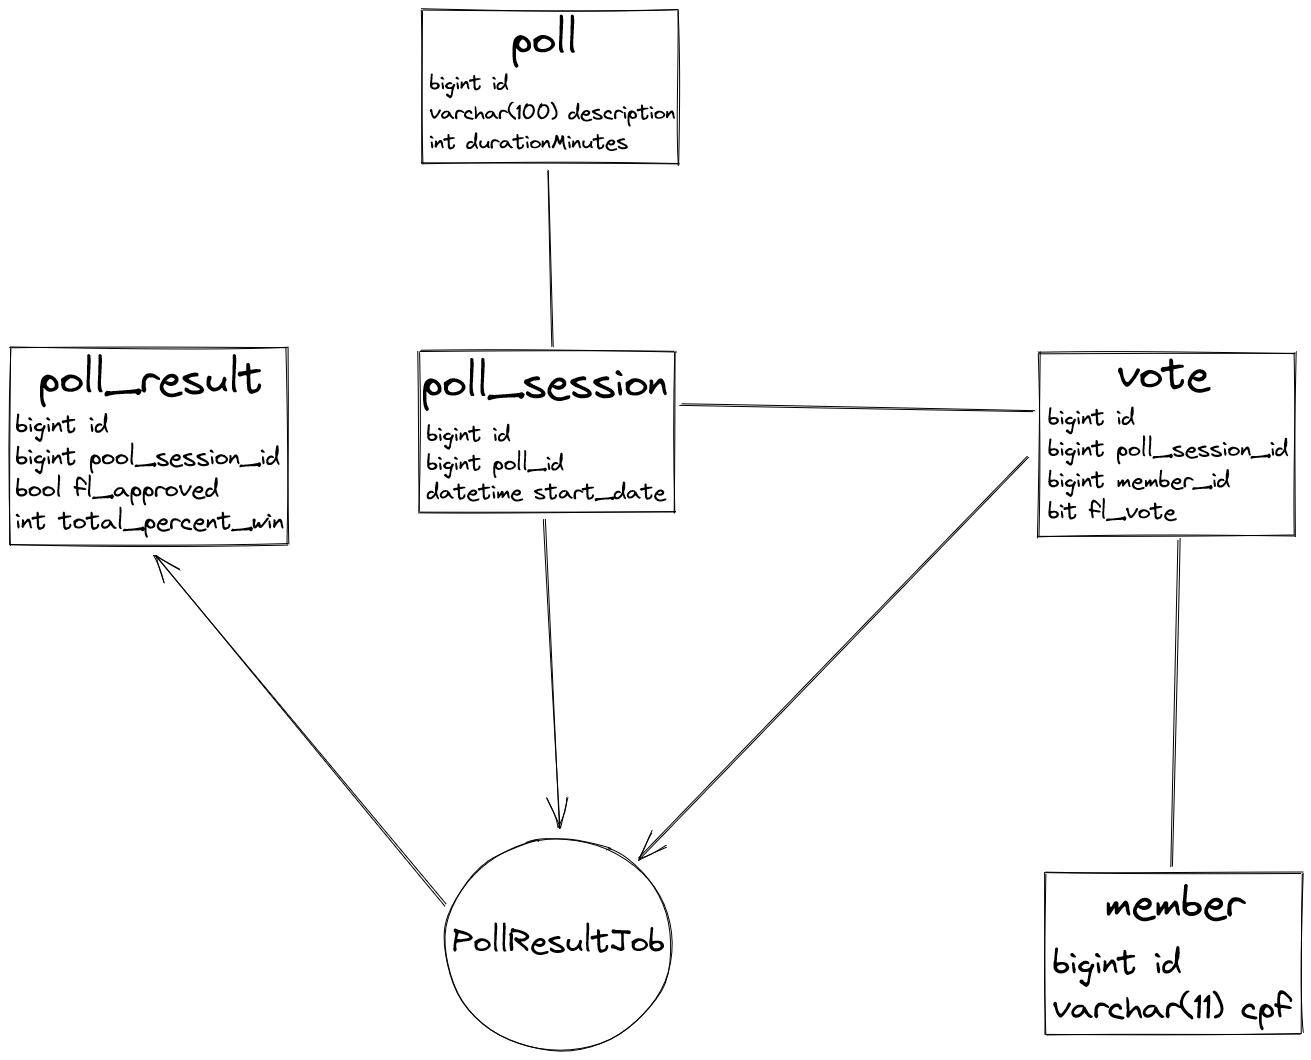 poll
bigint id
varchar(100) description
int durationMinutes
poll_result
bigint id
bigint pool_session_id
bool fl_approved
int total_percent_win
poll_session
bigint id
bigint poll_id
datetime start_date
vote
bigint id
bigint poll_session_id
bigint member_id
bit fl_vote
PollResultJob
member
bigint id
varchar(11) cpf